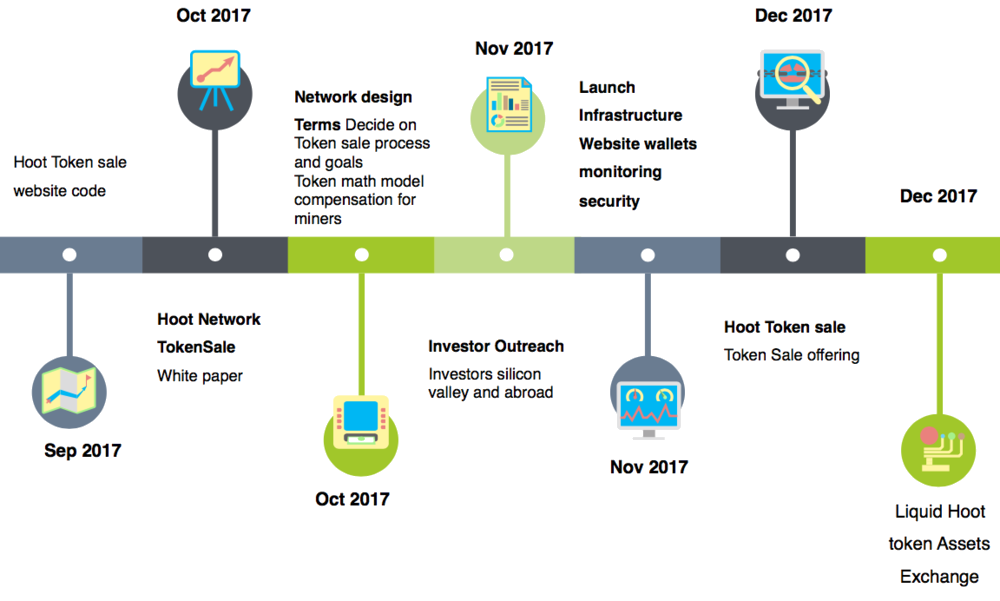 Oct 2017
Dec 2017
Nov 2017
Network design
Terms Decide on
Token sale process
and goals
Token math model
compensation for
miners
Launch
Infrastructure
Website wallets
monitoring
security
Hoot Token sale
website code
Dec 2017
Hoot Network
TokenSale
White paper
Investor Outreach
Investors silicon
valley and abroad
Hoot Token sale
Token Sale offering
Sep 2017
Oct 2017
Nov 2017
Liquid Hoot
token Assets
Exchange